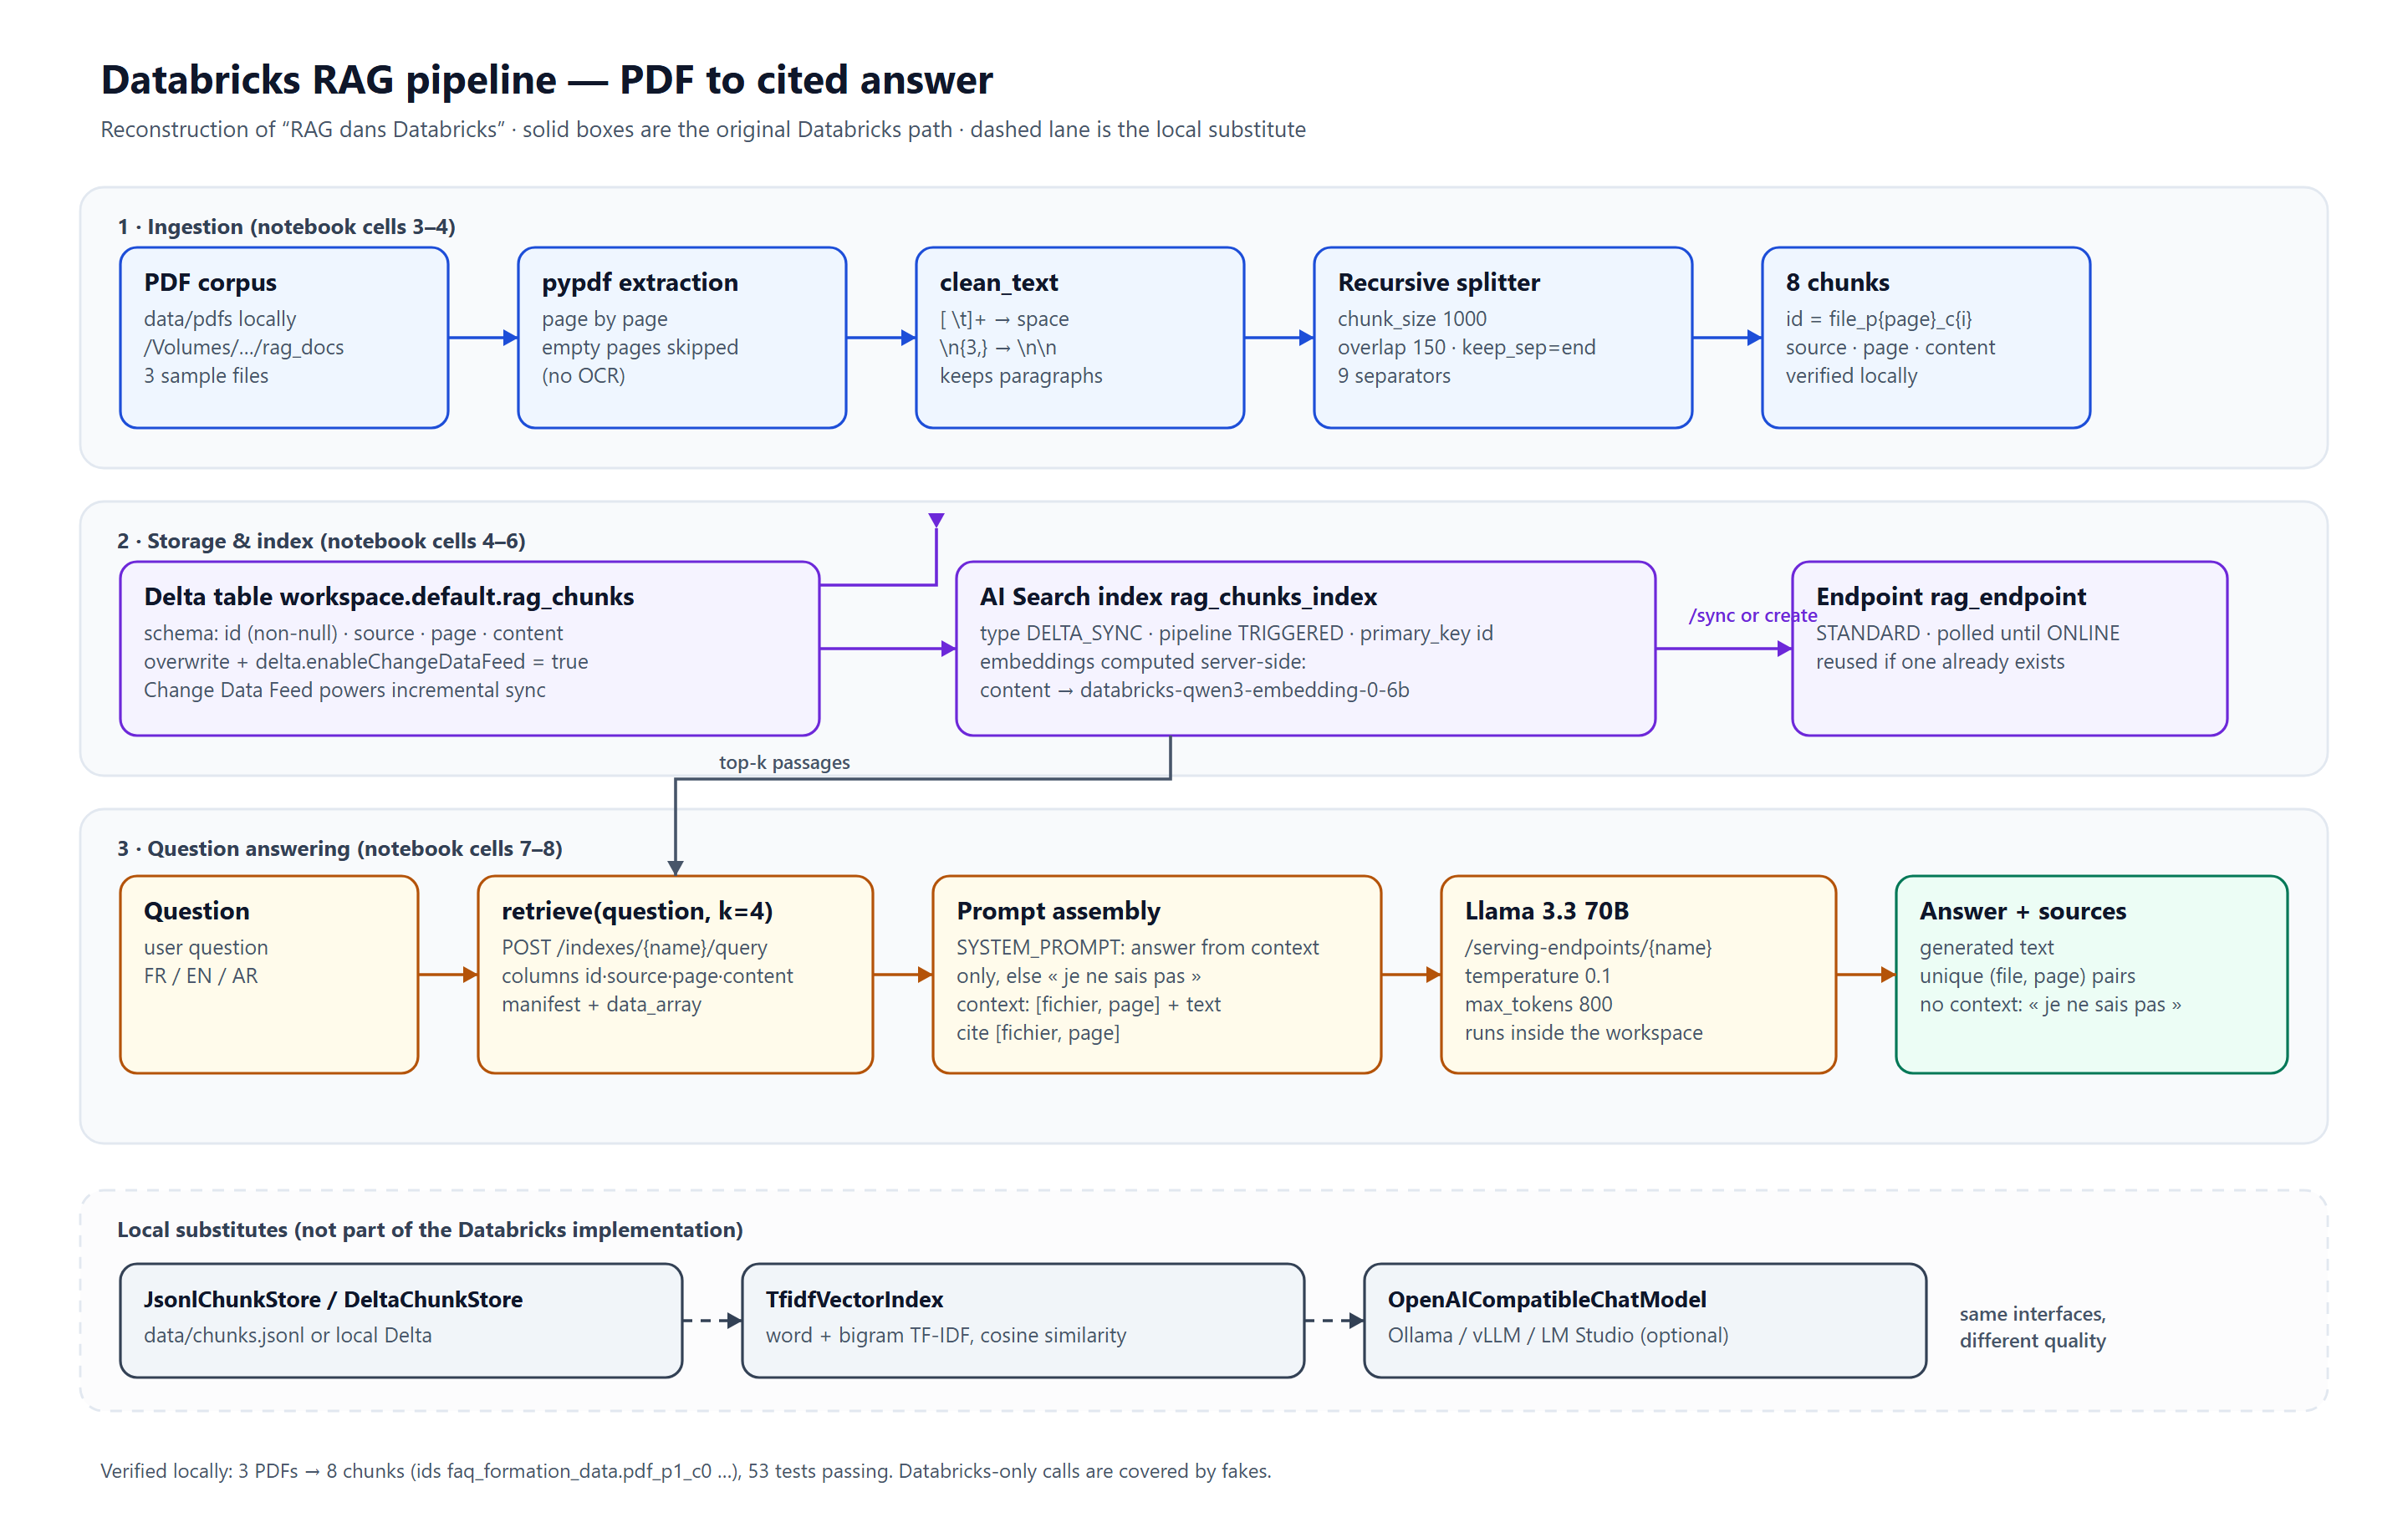 Databricks RAG pipeline — PDF to cited answer
Reconstruction of “RAG dans Databricks” · solid boxes are the original Databricks path · dashed lane is the local substitute
1 · Ingestion (notebook cells 3–4)
PDF corpus
data/pdfs locally
/Volumes/…/rag_docs
3 sample files
pypdf extraction
page by page
empty pages skipped
(no OCR)
clean_text
[ \t]+ → space
\n{3,} → \n\n
keeps paragraphs
Recursive splitter
chunk_size 1000
overlap 150 · keep_sep=end
9 separators
8 chunks
id = file_p{page}_c{i}
source · page · content
verified locally
2 · Storage & index (notebook cells 4–6)
Delta table workspace.default.rag_chunks
schema: id (non-null) · source · page · content
overwrite + delta.enableChangeDataFeed = true
Change Data Feed powers incremental sync
AI Search index rag_chunks_index
type DELTA_SYNC · pipeline TRIGGERED · primary_key id
embeddings computed server-side:
content → databricks-qwen3-embedding-0-6b
/sync or create
Endpoint rag_endpoint
STANDARD · polled until ONLINE
reused if one already exists
top-k passages
3 · Question answering (notebook cells 7–8)
Question
user question
FR / EN / AR
retrieve(question, k=4)
POST /indexes/{name}/query
columns id·source·page·content
manifest + data_array
Prompt assembly
SYSTEM_PROMPT: answer from context
only, else « je ne sais pas »
context: [fichier, page] + text
cite [fichier, page]
Llama 3.3 70B
/serving-endpoints/{name}
temperature 0.1
max_tokens 800
runs inside the workspace
Answer + sources
generated text
unique (file, page) pairs
no context: « je ne sais pas »
Local substitutes (not part of the Databricks implementation)
JsonlChunkStore / DeltaChunkStore
data/chunks.jsonl or local Delta
TfidfVectorIndex
word + bigram TF-IDF, cosine similarity
OpenAICompatibleChatModel
Ollama / vLLM / LM Studio (optional)
same interfaces,
different quality
Verified locally: 3 PDFs → 8 chunks (ids faq_formation_data.pdf_p1_c0 …), 53 tests passing. Databricks-only calls are covered by fakes.